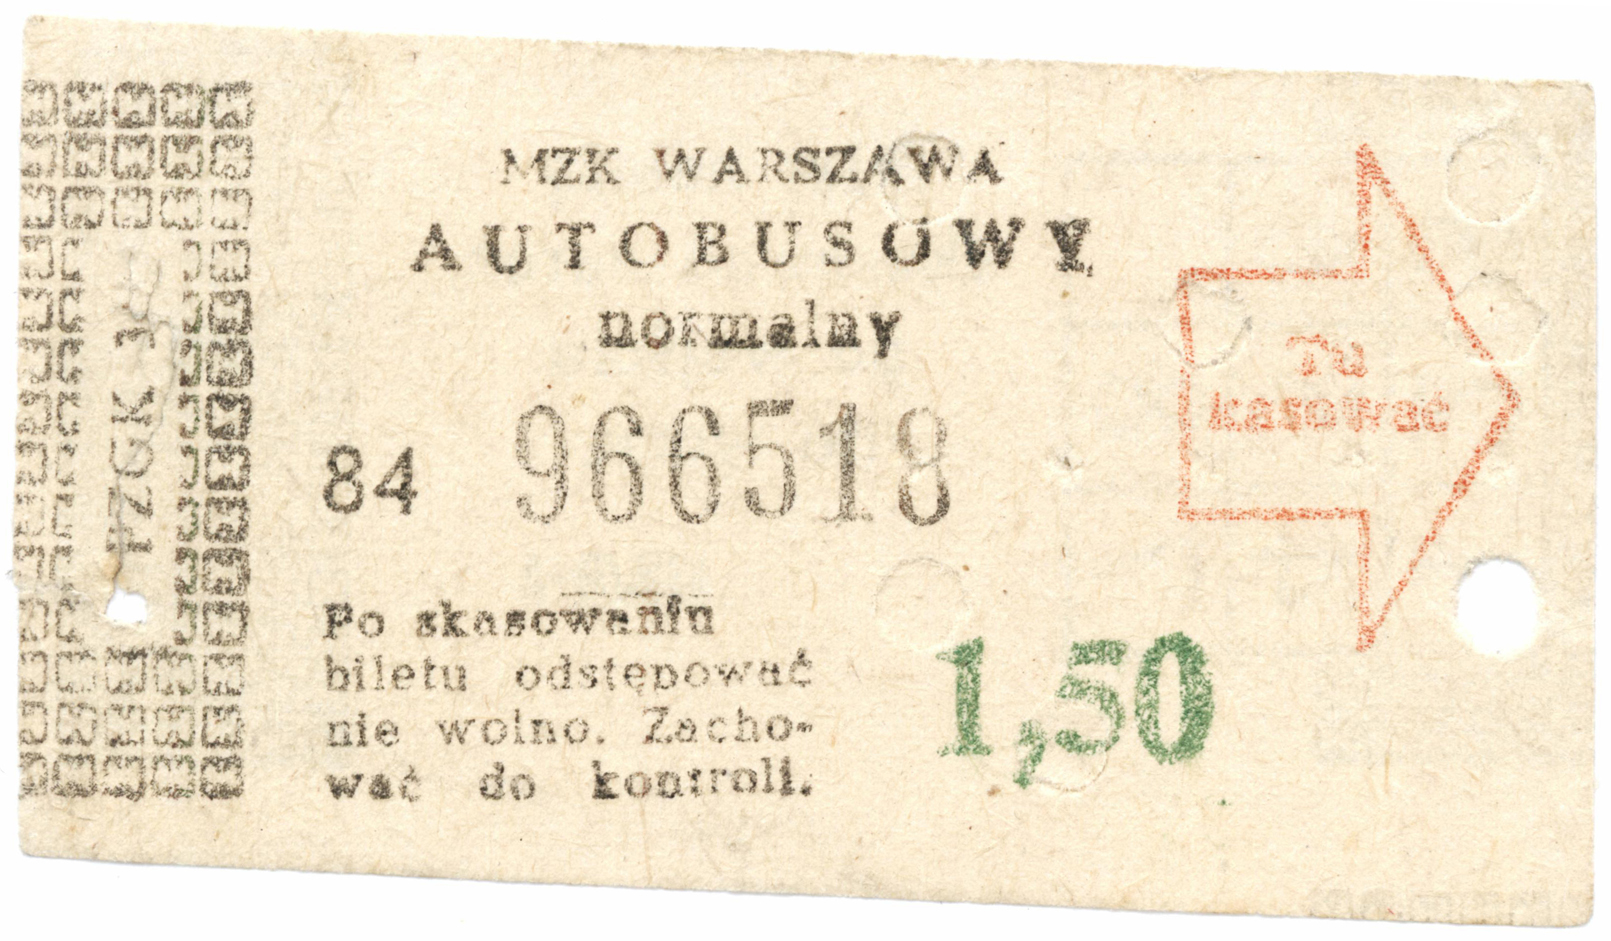 MZK WARSZAWA
AUTOBUSOWY
normalny
84 966518
Po skasowaniu
biletu odstępować
nie wolno. Zacho-
wać do kontroli.
1,50
Tu
kasować
PZGK